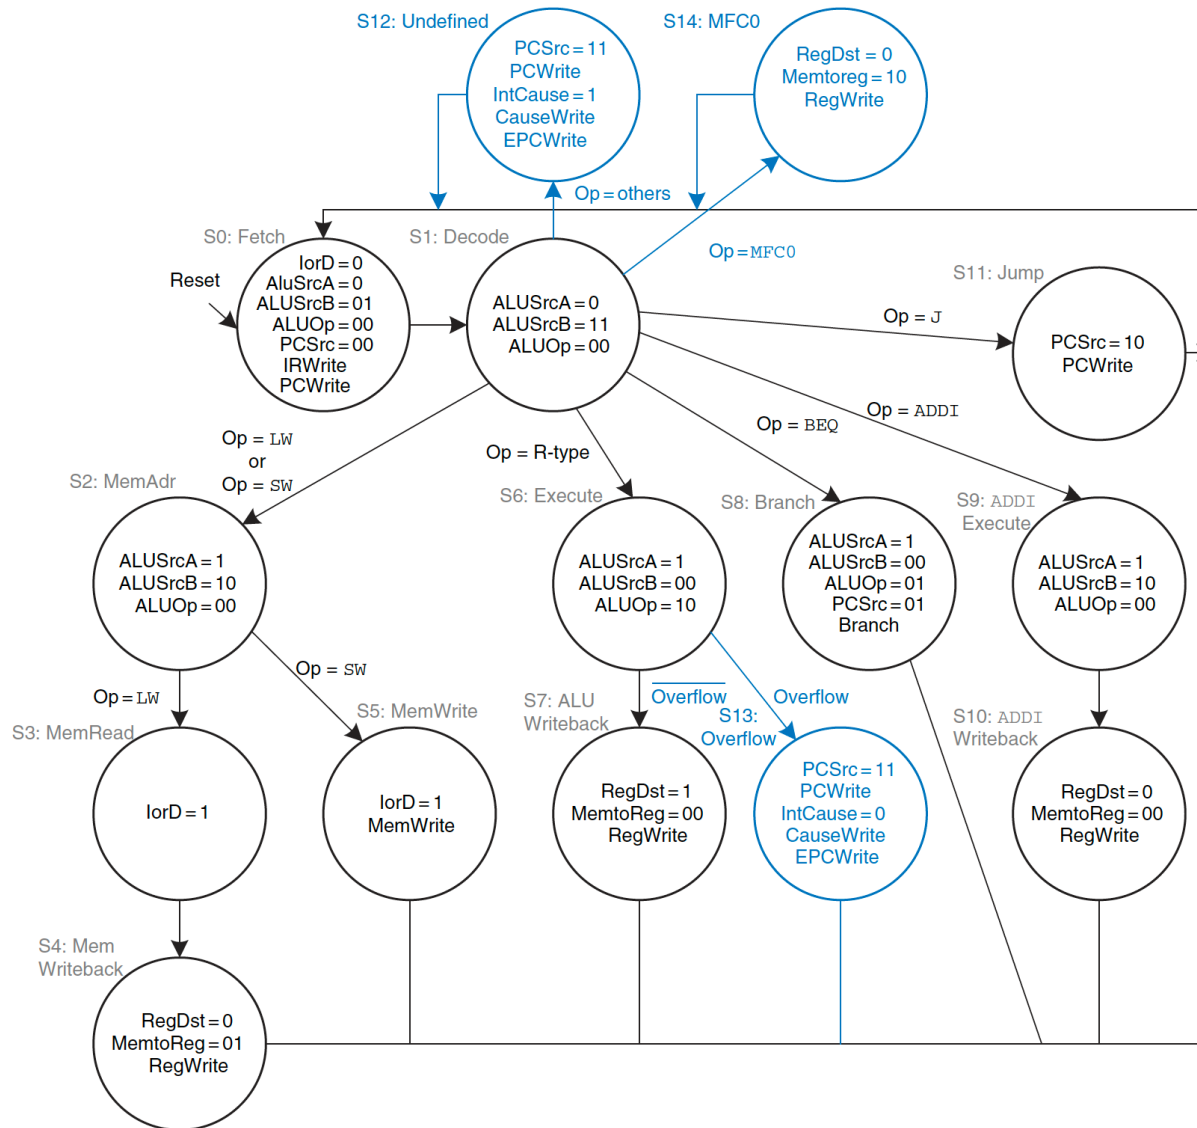 S12: Undefined
PCSrc = 11
PCWrite
IntCause = 1
CauseWrite
EPCWrite
S14: MFC0
RegDst = 0
Memtoreg = 10
RegWrite
Op = others
Op = MFC0
S0: Fetch
Reset
IorD = 0
AluSrcA = 0
ALUSrcB = 01
ALUOp = 00
PCSrc = 00
IRWrite
PCWrite
S1: Decode
ALUSrcA = 0
ALUSrcB = 11
ALUOp = 00
S11: Jump
Op = J
PCSrc = 10
PCWrite
Op = ADDI
Op = BEQ
Op = R-type
Op = LW
or
Op = SW
S2: MemAdr
ALUSrcA = 1
ALUSrcB = 10
ALUOp = 00
S6: Execute
ALUSrcA = 1
ALUSrcB = 00
ALUOp = 10
S8: Branch
ALUSrcA = 1
ALUSrcB = 00
ALUOp = 01
PCSrc = 01
Branch
S9: ADDI
Execute
ALUSrcA = 1
ALUSrcB = 10
ALUOp = 00
Op = LW
Op = SW
Overflow
Overflow
S3: MemRead
IorD = 1
S5: MemWrite
IorD = 1
MemWrite
S7: ALU
Writeback
RegDst = 1
MemtoReg = 00
RegWrite
S13:
Overflow
PCSrc = 11
PCWrite
IntCause = 0
CauseWrite
EPCWrite
S10: ADDI
Writeback
RegDst = 0
MemtoReg = 00
RegWrite
S4: Mem
Writeback
RegDst = 0
MemtoReg = 01
RegWrite